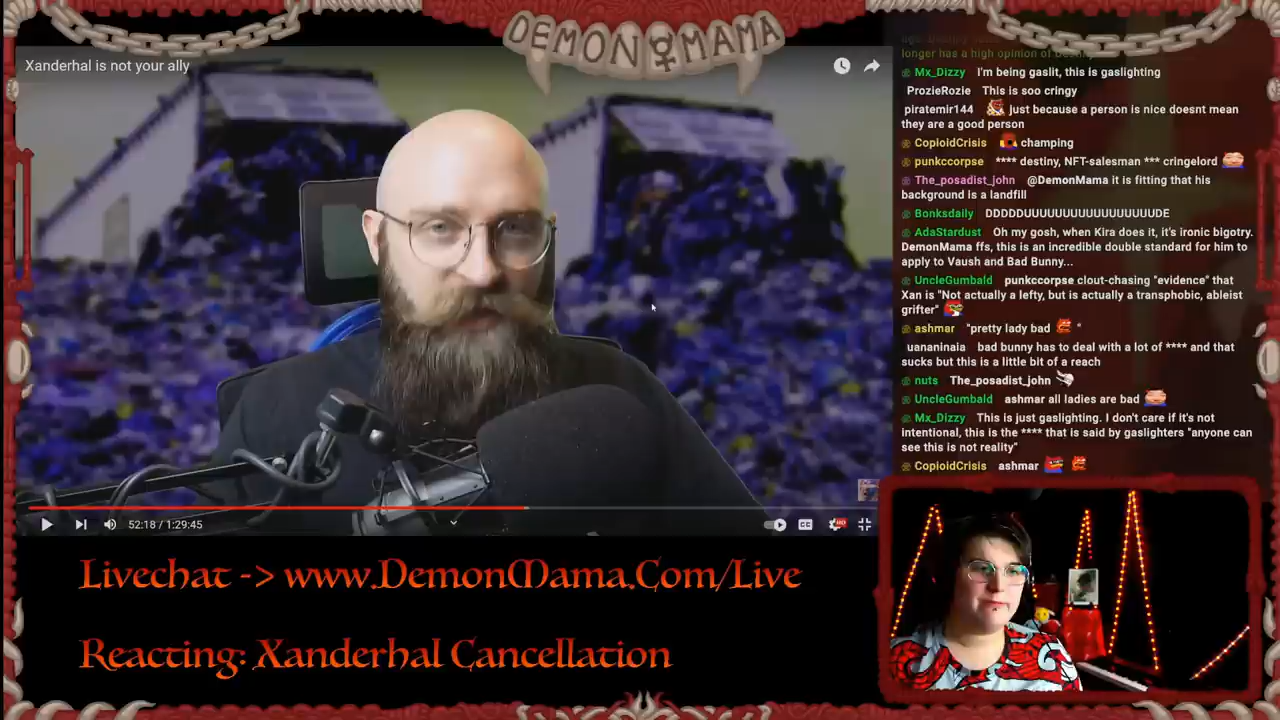 DEMON MAMA
Xanderhal is not your ally
longer has a high opinion of
Mx_Dizzy I'm being gaslit, this is gaslighting
ProzieRozie This is soo cringy
piratemir144 just because a person is nice doesnt mean
they are a good person
CopioidCrisis champing
punkccorpse **** destiny, NFT-salesman *** cringelord
The_posadist_john @DemonMama it is fitting that his
background is a landfill
Bonksdaily DDDDDUUUUUUUUUUUUUUUUUDE
AdaStardust Oh my gosh, when Kira does it, it's ironic bigotry.
DemonMama ffs, this is an incredible double standard for him to
apply to Vaush and Bad Bunny...
UncleGumbald punkccorpse clout-chasing "evidence" that
Xan is "Not actually a lefty, but is actually a transphobic, ableist
grifter"
ashmar "pretty lady bad "
uananinaia bad bunny has to deal with a lot of **** and that
sucks but this is a little bit of a reach
nuts The_posadist_john
UncleGumbald ashmar all ladies are bad
Mx_Dizzy This is just gaslighting. I don't care if it's not
intentional, this is the **** that is said by gaslighters "anyone can
see this is not reality"
CopioidCrisis ashmar
52:18 / 1:29:45
CC
HD
Livechat -> www.DemonMama.Com/Live
Reacting: Xanderhal Cancellation